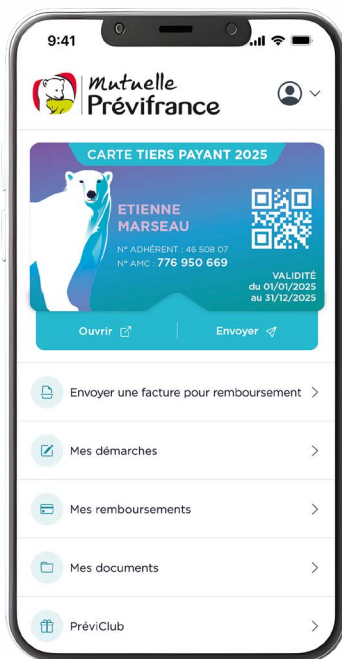 9:41
Mutuelle
Prévifrance
CARTE TIERS PAYANT 2025
ETIENNE
MARSEAU
N° ADHÉRENT : 46 508 07
N° AMC : 776 950 669
VALIDITÉ
du 01/01/2025
au 31/12/2025
Ouvrir
Envoyer
Envoyer une facture pour remboursement
Mes démarches
Mes remboursements
Mes documents
PréviClub